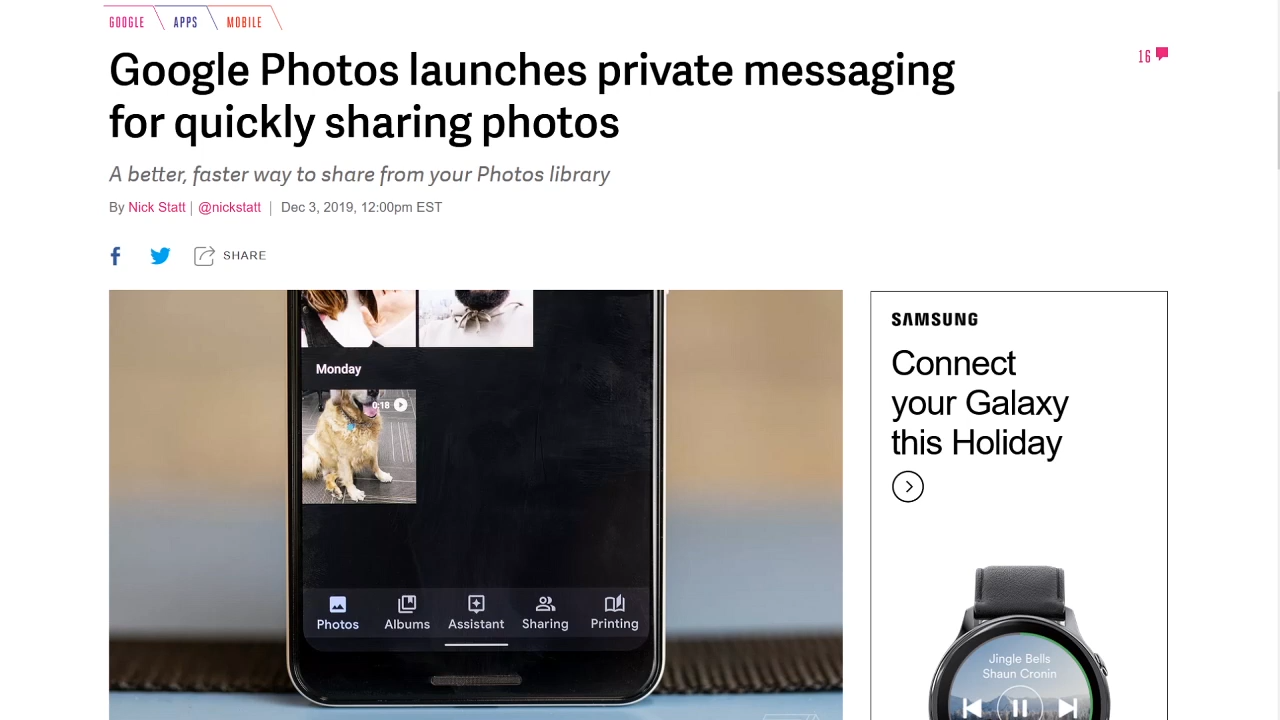 GOOGLE
APPS
MOBILE
Google Photos launches private messaging
for quickly sharing photos
16
A better, faster way to share from your Photos library
By Nick Statt | @nickstatt | Dec 3, 2019, 12:00pm EST
SHARE
Monday
0:18
Photos Albums Assistant Sharing Printing
SAMSUNG
Connect
your Galaxy
this Holiday
Jingle Bells
Shaun Cronin